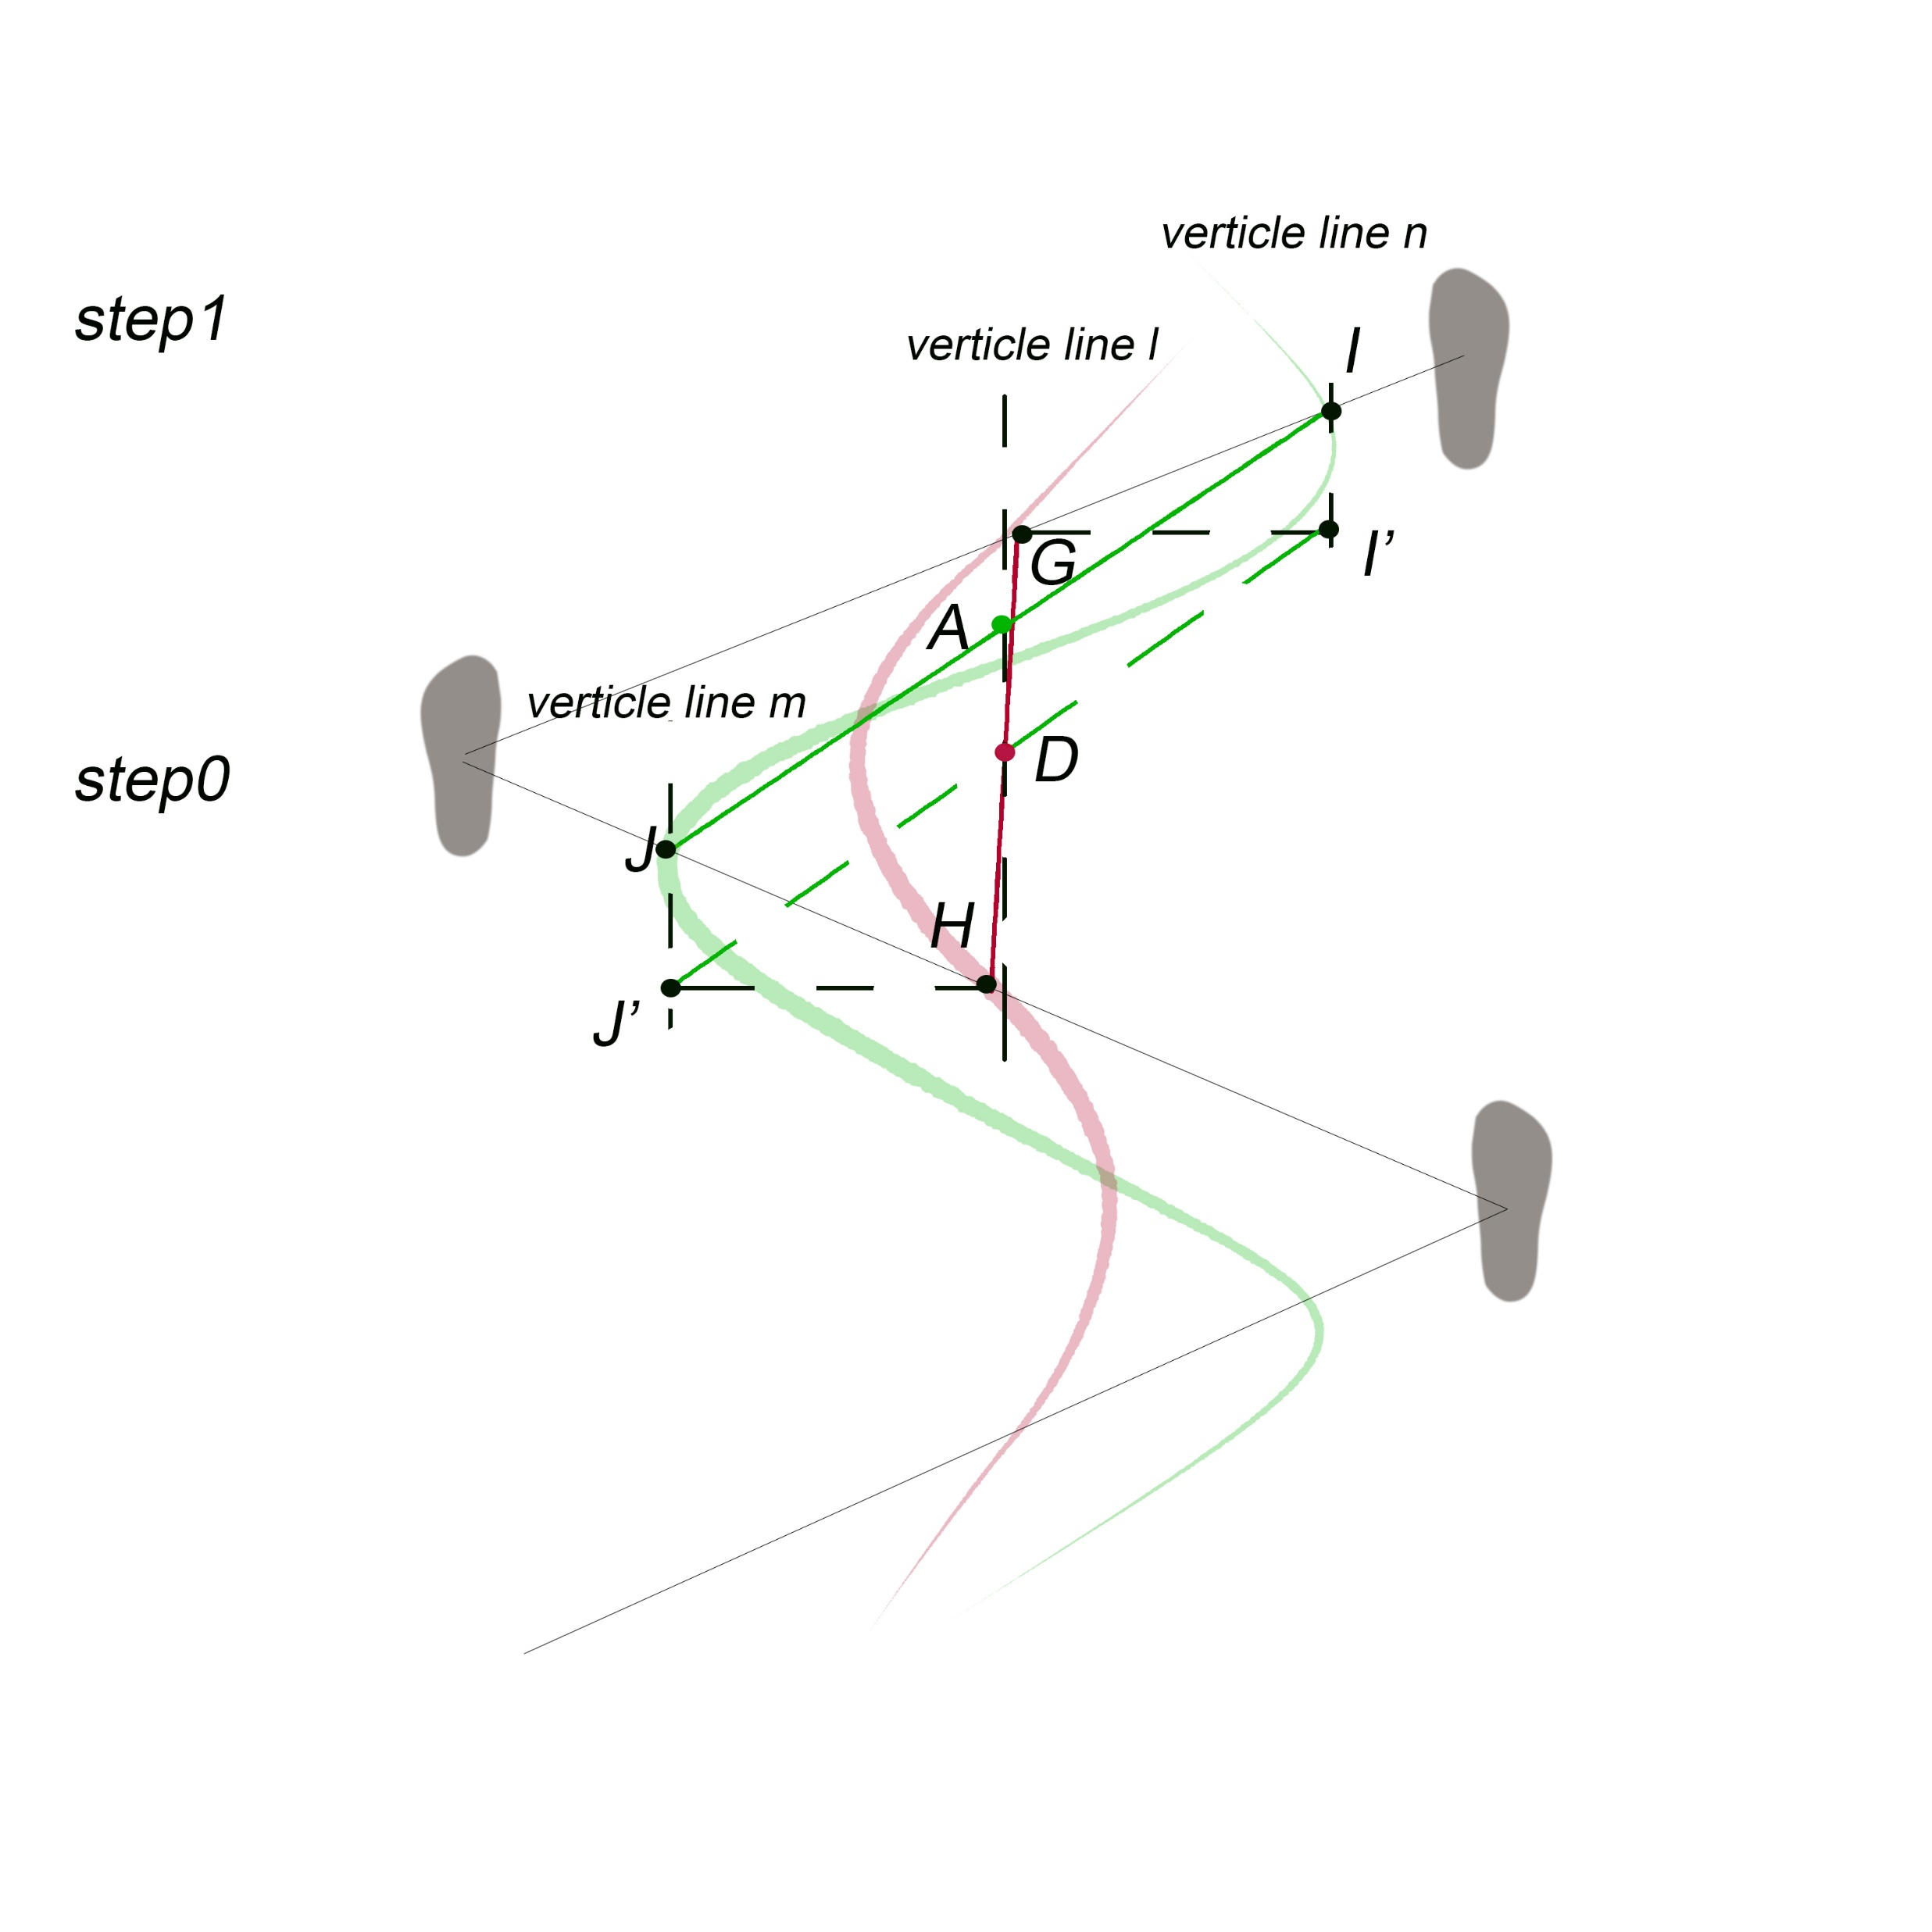 verticle line n
step1
verticle line l
I
G
I’
A
verticle line m
D
step0
J
H
J’